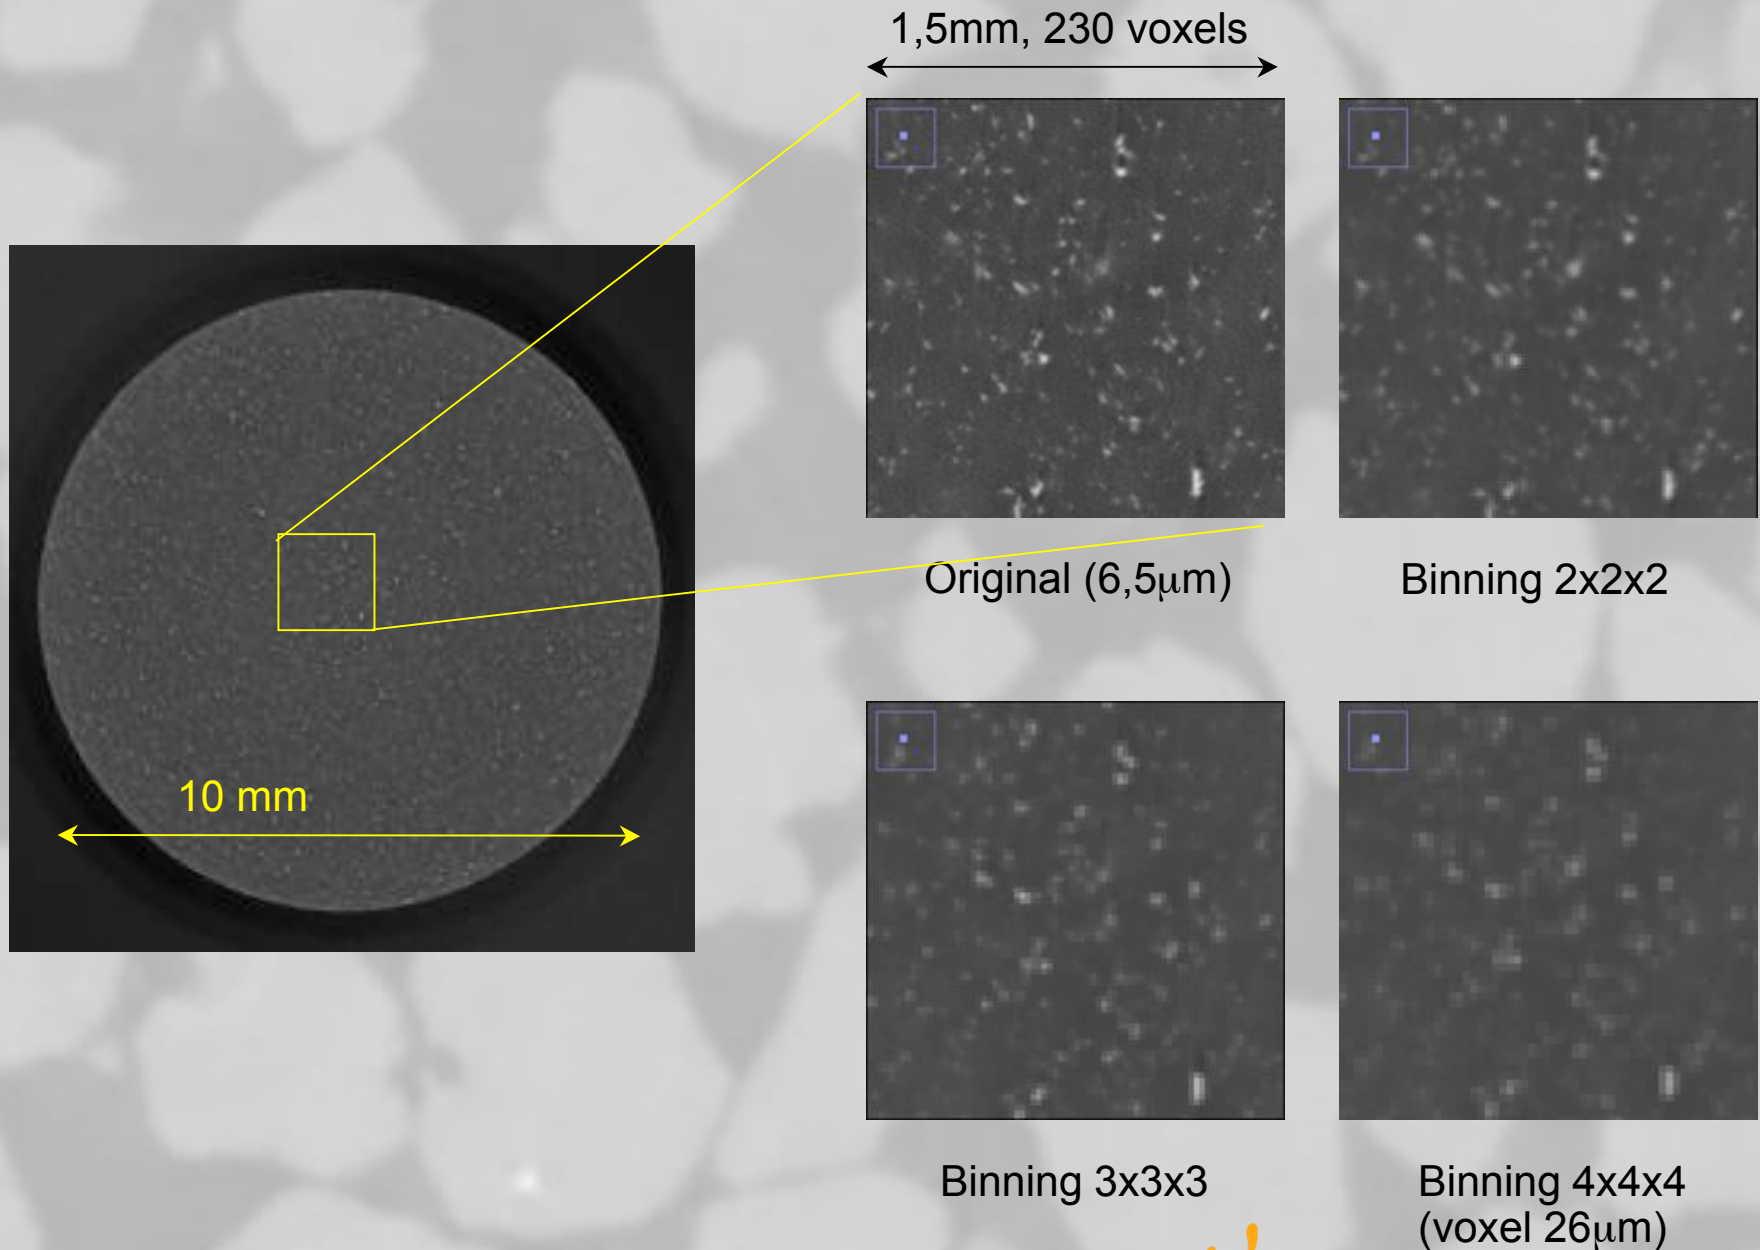 1,5mm, 230 voxels
Original (6,5μm)
Binning 2x2x2
10 mm
Binning 3x3x3
Binning 4x4x4
(voxel 26μm)